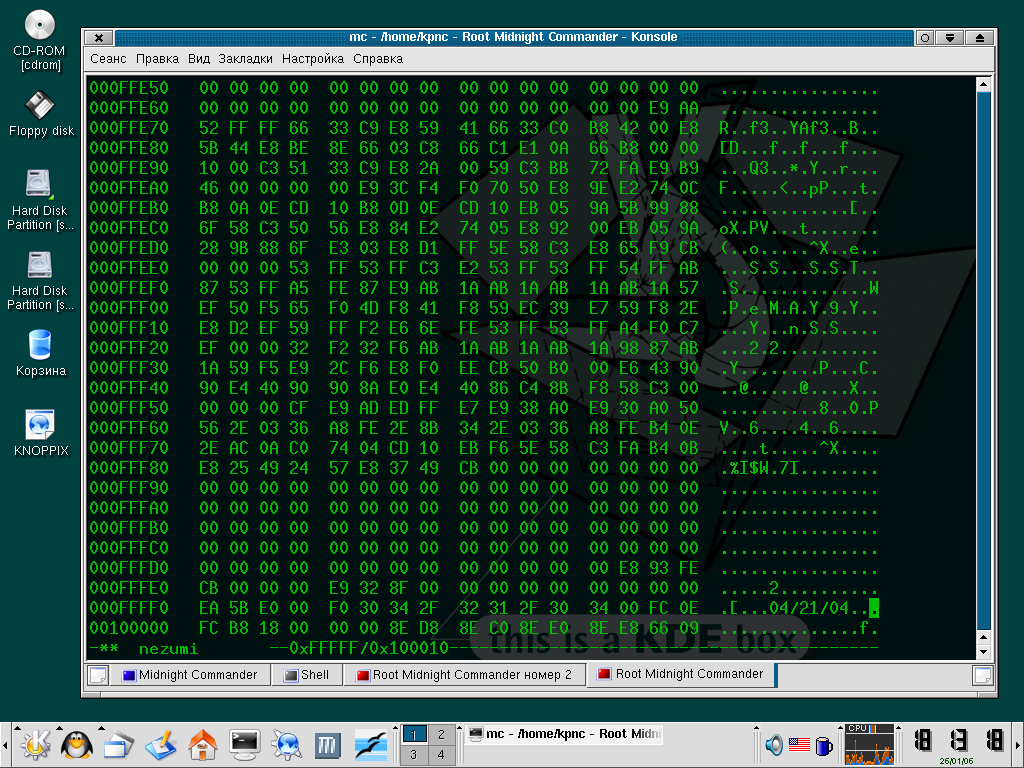 mc - /home/kpnc - Root Midnight Commander - Konsole
Сеанс Правка Вид Закладки Настройка Справка
CD-ROM
[cdrom]
Floppy disk
Hard Disk
Partition [s...
Hard Disk
Partition [s...
Корзина
KNOPPIX
000FFE50 00 00 00 00 00 00 00 00 00 00 00 00 00 00 00 00 ................
000FFE60 00 00 00 00 00 00 00 00 00 00 00 00 00 00 E9 AA ................
000FFE70 52 FF FF 66 33 C9 E8 59 41 66 33 C0 B8 42 00 E8 R..f3..YAf3..B..
000FFE80 5B 44 E8 BE 8E 66 03 C8 66 C1 E1 0A 66 B8 00 00 [D...f..f...f...
000FFE90 10 00 C3 51 33 C9 E8 2A 00 59 C3 BB 72 FA E9 B9 ...Q3..*.Y..r...
000FFEA0 46 00 00 00 00 E9 3C F4 F0 70 50 E8 9E E2 74 0C F.....<..pP...t.
000FFEB0 B8 0A 0E CD 10 B8 0D 0E CD 10 EB 05 9A 5B 99 88 .............[..
000FFEC0 6F 58 C3 50 56 E8 84 E2 74 05 E8 92 00 EB 05 9A oX.PV...t.......
000FFED0 28 9B 88 6F E3 03 E8 D1 FF 5E 58 C3 E8 65 F9 CB (..o.....^X..e..
000FFEE0 00 00 00 53 FF 53 FF C3 E2 53 FF 53 FF 54 FF AB ...S.S...S.S.T..
000FFEF0 87 53 FF A5 FE 87 E9 AB 1A AB 1A AB 1A AB 1A 57 .S.............W
000FFF00 EF 50 F5 65 F0 4D F8 41 F8 59 EC 39 E7 59 F8 2E .P.e.M.A.Y.9.Y..
000FFF10 E8 D2 EF 59 FF F2 E6 6E FE 53 FF 53 FF A4 F0 C7 ...Y...n.S.S....
000FFF20 EF 00 00 32 F2 32 F6 AB 1A AB 1A AB 1A 98 87 AB ...2.2..........
000FFF30 1A 59 F5 E9 2C F6 E8 F0 EE CB 50 B0 00 E6 43 90 .Y..,.....P...C.
000FFF40 90 E4 40 90 90 8A E0 E4 40 86 C4 8B F8 58 C3 00 ..@.....@....X..
000FFF50 00 00 00 CF E9 AD ED FF E7 E9 38 A0 E9 30 A0 50 ..........8..0.P
000FFF60 56 2E 03 36 A8 FE 2E 8B 34 2E 03 36 A8 FE B4 0E V..6....4..6....
000FFF70 2E AC 0A C0 74 04 CD 10 EB F6 5E 58 C3 FA B4 0B ....t.....^X....
000FFF80 E8 25 49 24 57 E8 37 49 CB 00 00 00 00 00 00 00 .%I$W.7I........
000FFF90 00 00 00 00 00 00 00 00 00 00 00 00 00 00 00 00 ................
000FFFA0 00 00 00 00 00 00 00 00 00 00 00 00 00 00 00 00 ................
000FFFB0 00 00 00 00 00 00 00 00 00 00 00 00 00 00 00 00 ................
000FFFC0 00 00 00 00 00 00 00 00 00 00 00 00 00 00 00 00 ................
000FFFD0 00 00 00 00 00 00 00 00 00 00 00 00 00 E8 93 FE ................
000FFFE0 CB 00 00 00 E9 32 8F 00 00 00 00 00 00 00 00 00 .....2..........
000FFFF0 EA 5B E0 00 F0 30 34 2F 32 31 2F 30 34 00 FC 0E .[...04/21/04...
00100000 FC B8 18 00 00 00 8E D8 8E C0 8E E0 8E E8 66 09 ..............f.
this is a KDE box
-** nezumi --0xFFFFF/0x100010--
Midnight Commander Shell Root Midnight Commander номер 2 Root Midnight Commander
1 2
3 4
mc - /home/kpnc - Root Midni
CPU
18 13 18
26/01/06